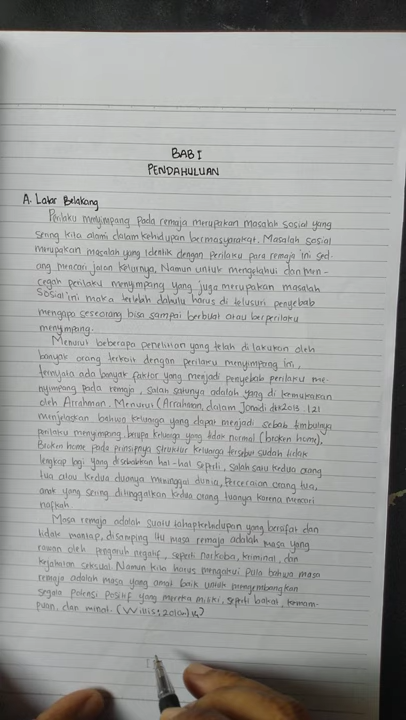 BAB I
PENDAHULUAN
A. Latar Belakang
Perilaku menyimpang pada remaja merupakan masalah sosial yang
sering kita alami dalam kehidupan bermasyarakat. Masalah sosial
merupakan masalah yang identik dengan perilaku para remaja ini sed-
ang mencari jalan keluarnya. Namun untuk mengetahui dan men-
cegah perilaku menyimpang yang juga merupakan masalah
sosial ini maka terlebih dahulu harus di telusuri penyebab
mengapa seseorang bisa sampai berbuat atau berperilaku
menyimpang.
Menurut beberapa penelitian yang telah di lakukan oleh
banyak orang terkait dengan perilaku menyimpang ini,
ternyata ada banyak faktor yang menjadi penyebab perilaku me-
nyimpang pada remaja, salah satunya adalah yang di kemukakan
oleh Arrahman. Menurut (Arrahman, dalam Jomdi dkk 2013. 12)
menjelaskan bahwa keluarga yang dapat menjadi sebab timbulnya
perilaku menyimpang berupa keluarga yang tidak normal (broken home).
Broken home pada prinsipnya struktur keluarga tersebut sudah tidak
lengkap lagi yang disebabkan hal-hal seperti, Salah satu kedua orang
tua atau kedua duanya meninggal dunia, Perceraian orang tua,
anak yang sering ditinggalkan kedua orang tuanya karena mencari
nafkah
Masa remaja adalah suatu tahap kehidupan yang bersifat dan
tidak mantap, disamping itu masa remaja adalah masa yang
rawan oleh pengaruh negatif, seperti narkoba, kriminal, dan
kejahatan seksual. Namun kita harus mengakui pula bahwa masa
remaja adalah masa yang amat baik untuk mengembangkan
segala potensi positif yang mereka miliki, seperti bakat, kemam-
puan, dan minat. (Willis:2010)